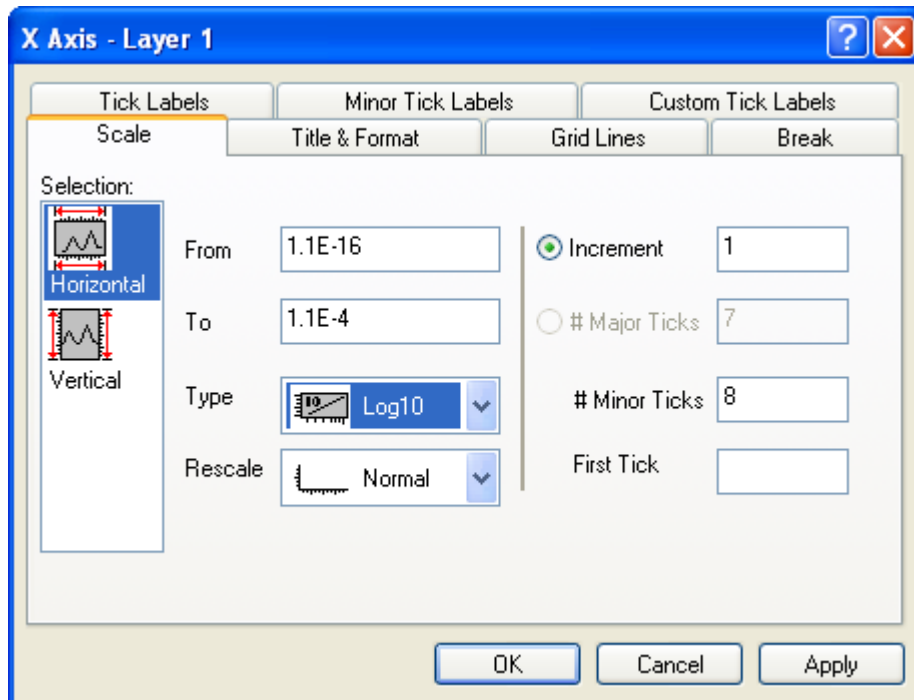 X Axis - Layer 1
Tick Labels Minor Tick Labels Custom Tick Labels
Scale Title & Format Grid Lines Break
Selection:
Horizontal
Vertical
From 1.1E-16
To 1.1E-4
Type 10 Log10
Rescale Normal
Increment 1
# Major Ticks 7
# Minor Ticks 8
First Tick
OK Cancel Apply